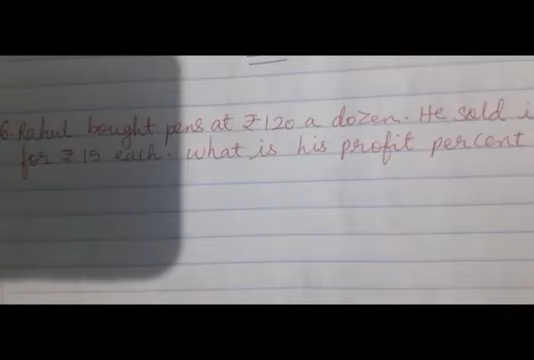 6. Rahul bought pens at ₹120 a dozen. He sold i
for ₹15 each. What is his profit percent